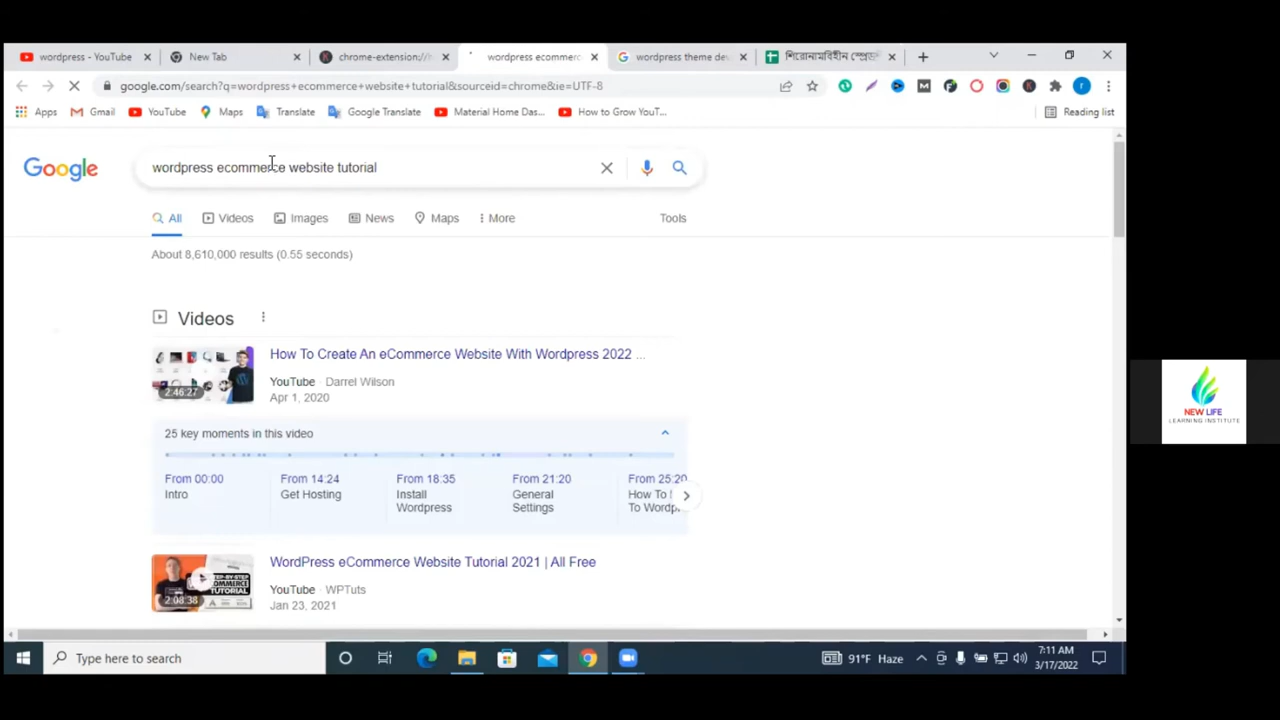 wordpress - YouTube
New Tab
chrome-extension://
wordpress ecommerc
wordpress theme dev
শিরোনামবিহীন স্প্রেড
google.com/search?q=wordpress+ecommerce+website+tutorial&sourceid=chrome&ie=UTF-8
Apps
Gmail
YouTube
Maps
Translate
Google Translate
Material Home Das...
How to Grow YouT...
Reading list
Google
wordpress ecommerce website tutorial
All
Videos
Images
News
Maps
More
Tools
About 8,610,000 results (0.55 seconds)
Videos
How To Create An eCommerce Website With Wordpress 2022 ...
YouTube · Darrel Wilson
Apr 1, 2020
2:46:27
25 key moments in this video
From 00:00
Intro
From 14:24
Get Hosting
From 18:35
Install
Wordpress
From 21:20
General
Settings
From 25:20
How To
To Wordp
WordPress eCommerce Website Tutorial 2021 | All Free
YouTube · WPTuts
Jan 23, 2021
STEP-BY-STEP
TUTORIAL
2:08:38
NEW LIFE
LEARNING INSTITUTE
Type here to search
91°F Haze
7:11 AM
3/17/2022